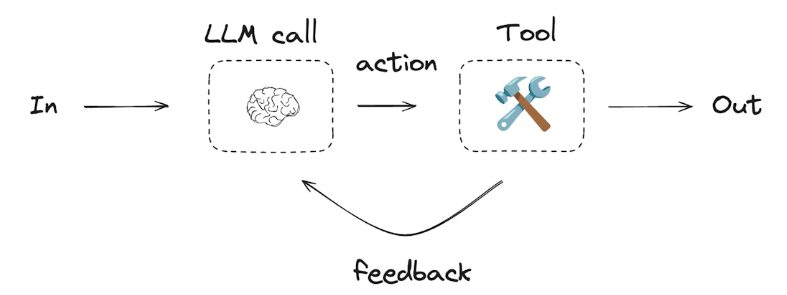 LLM call
Tool
action
In
Out
feedback